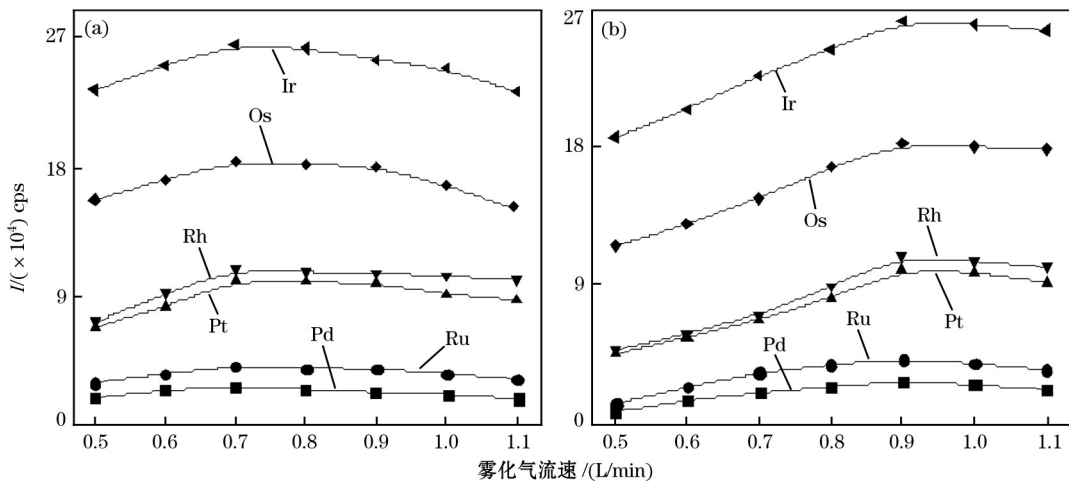 (a)
27
18
9
0
I/(×10⁴) cps
Ir
Os
Rh
Pt
Pd
Ru
0.5 0.6 0.7 0.8 0.9 1.0 1.1
(b)
27
18
9
0
Ir
Os
Rh
Pt
Ru
Pd
0.5 0.6 0.7 0.8 0.9 1.0 1.1
雾化气流速 /(L/min)